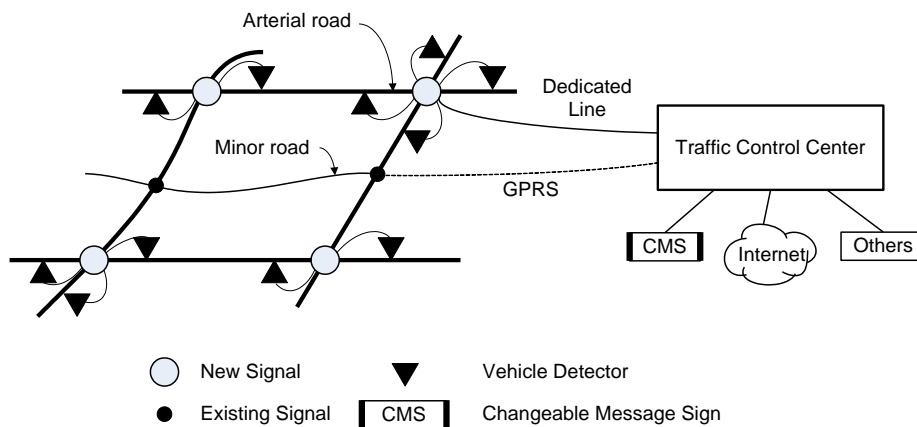 Arterial road
Dedicated
Line
Traffic Control Center
Minor road
GPRS
CMS
Internet
Others
New Signal
Vehicle Detector
Existing Signal
CMS
Changeable Message Sign